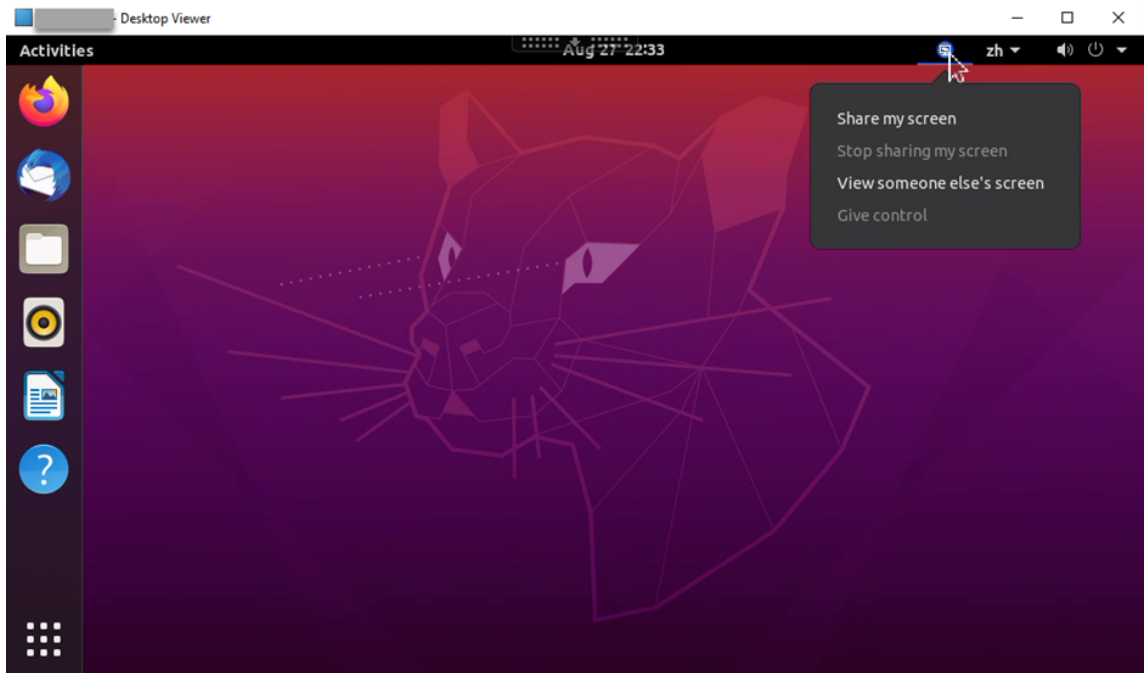 - Desktop Viewer
Activities
Aug 27 22:33
zh
Share my screen
Stop sharing my screen
View someone else's screen
Give control
?